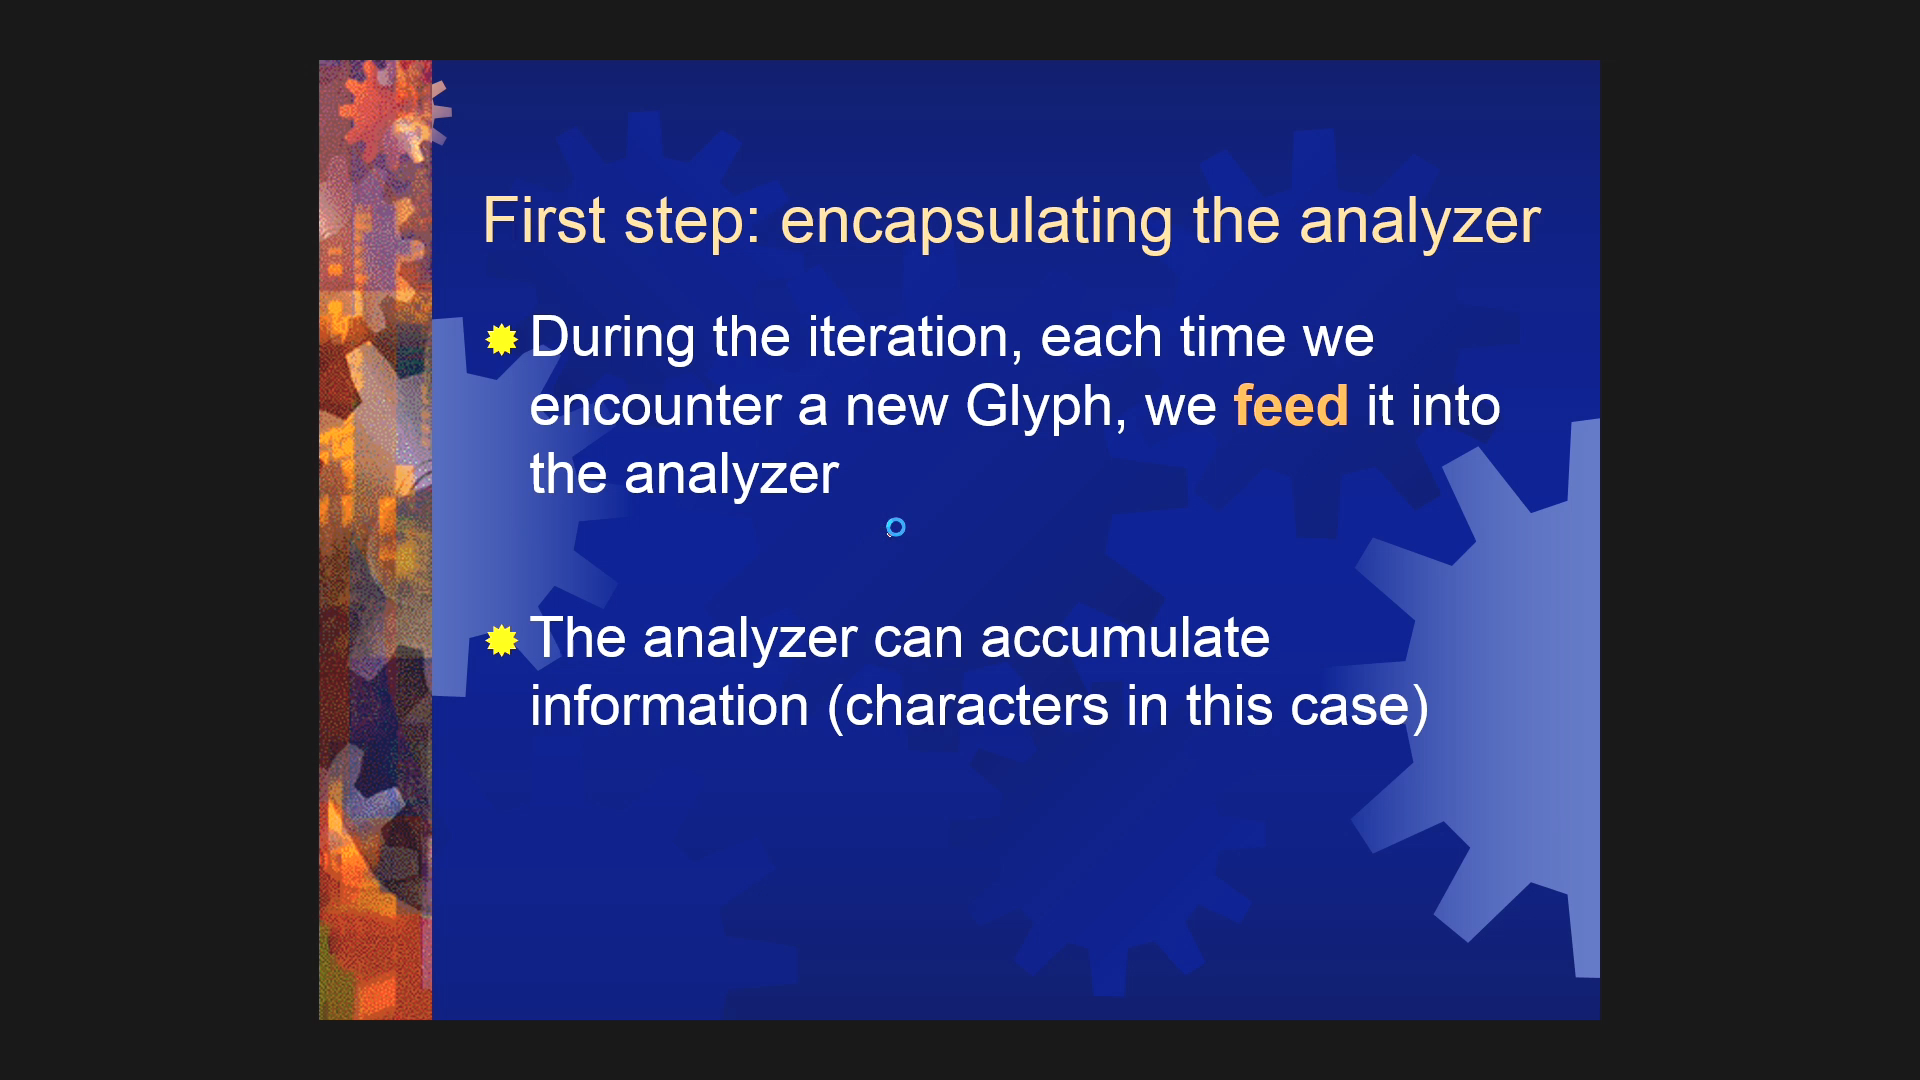 First step: encapsulating the analyzer
During the iteration, each time we
encounter a new Glyph, we feed it into
the analyzer
The analyzer can accumulate
information (characters in this case)